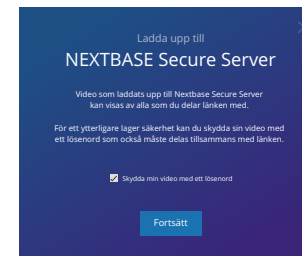 Ladda upp till
NEXTBASE Secure Server
Video som laddats upp till Nextbase Secure Server
kan visas av alla som du delar länken med.
För ett ytterligare lager säkerhet kan du skydda sin video med
ett lösenord som också måste delas tillsammans med länken.
Skydda min video med ett lösenord
Fortsätt